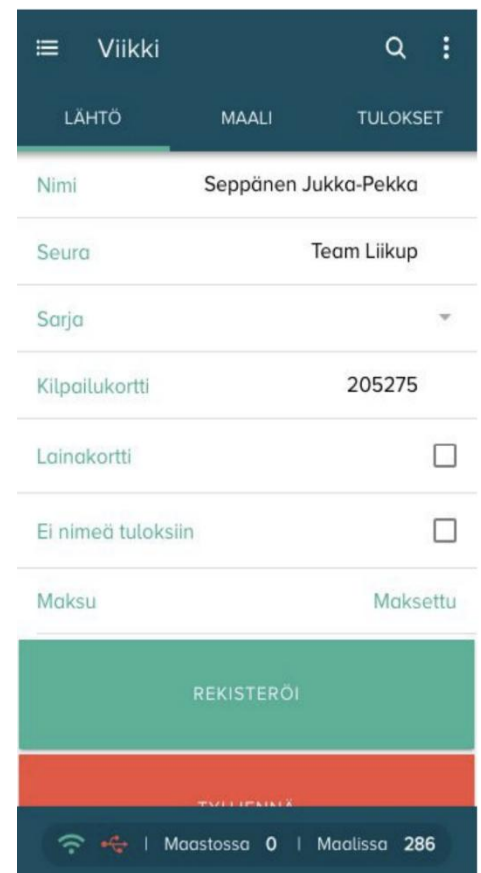 Viikki
LÄHTÖ MAALI TULOKSET
Nimi Seppänen Jukka-Pekka
Seura Team Liikup
Sarja
Kilpailukortti 205275
Lainakortti
Ei nimeä tuloksiin
Maksu Maksettu
REKISTERÖI
TYHJENNÄ
| Maastossa 0 | Maalissa 286